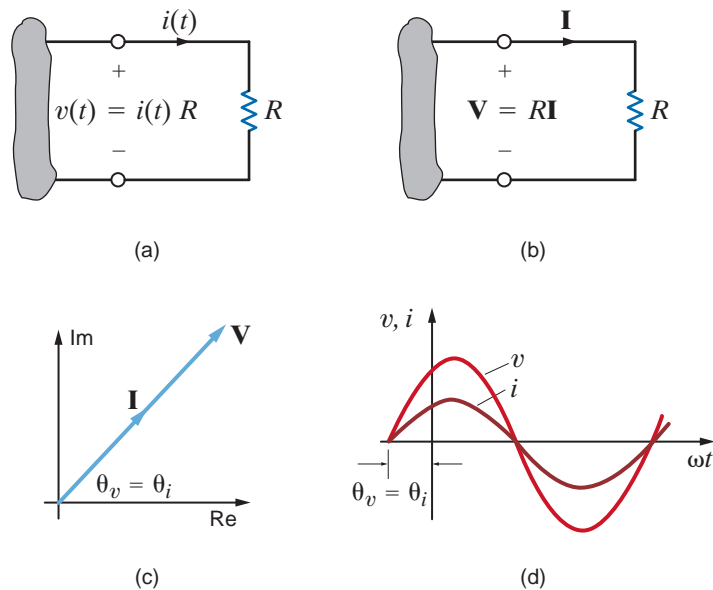 i(t)
+
v(t) = i(t) R
R
−
(a)
I
+
V = RI
R
−
(b)
Im
V
I
θv = θi
Re
(c)
v, i
v
i
ωt
θv = θi
(d)